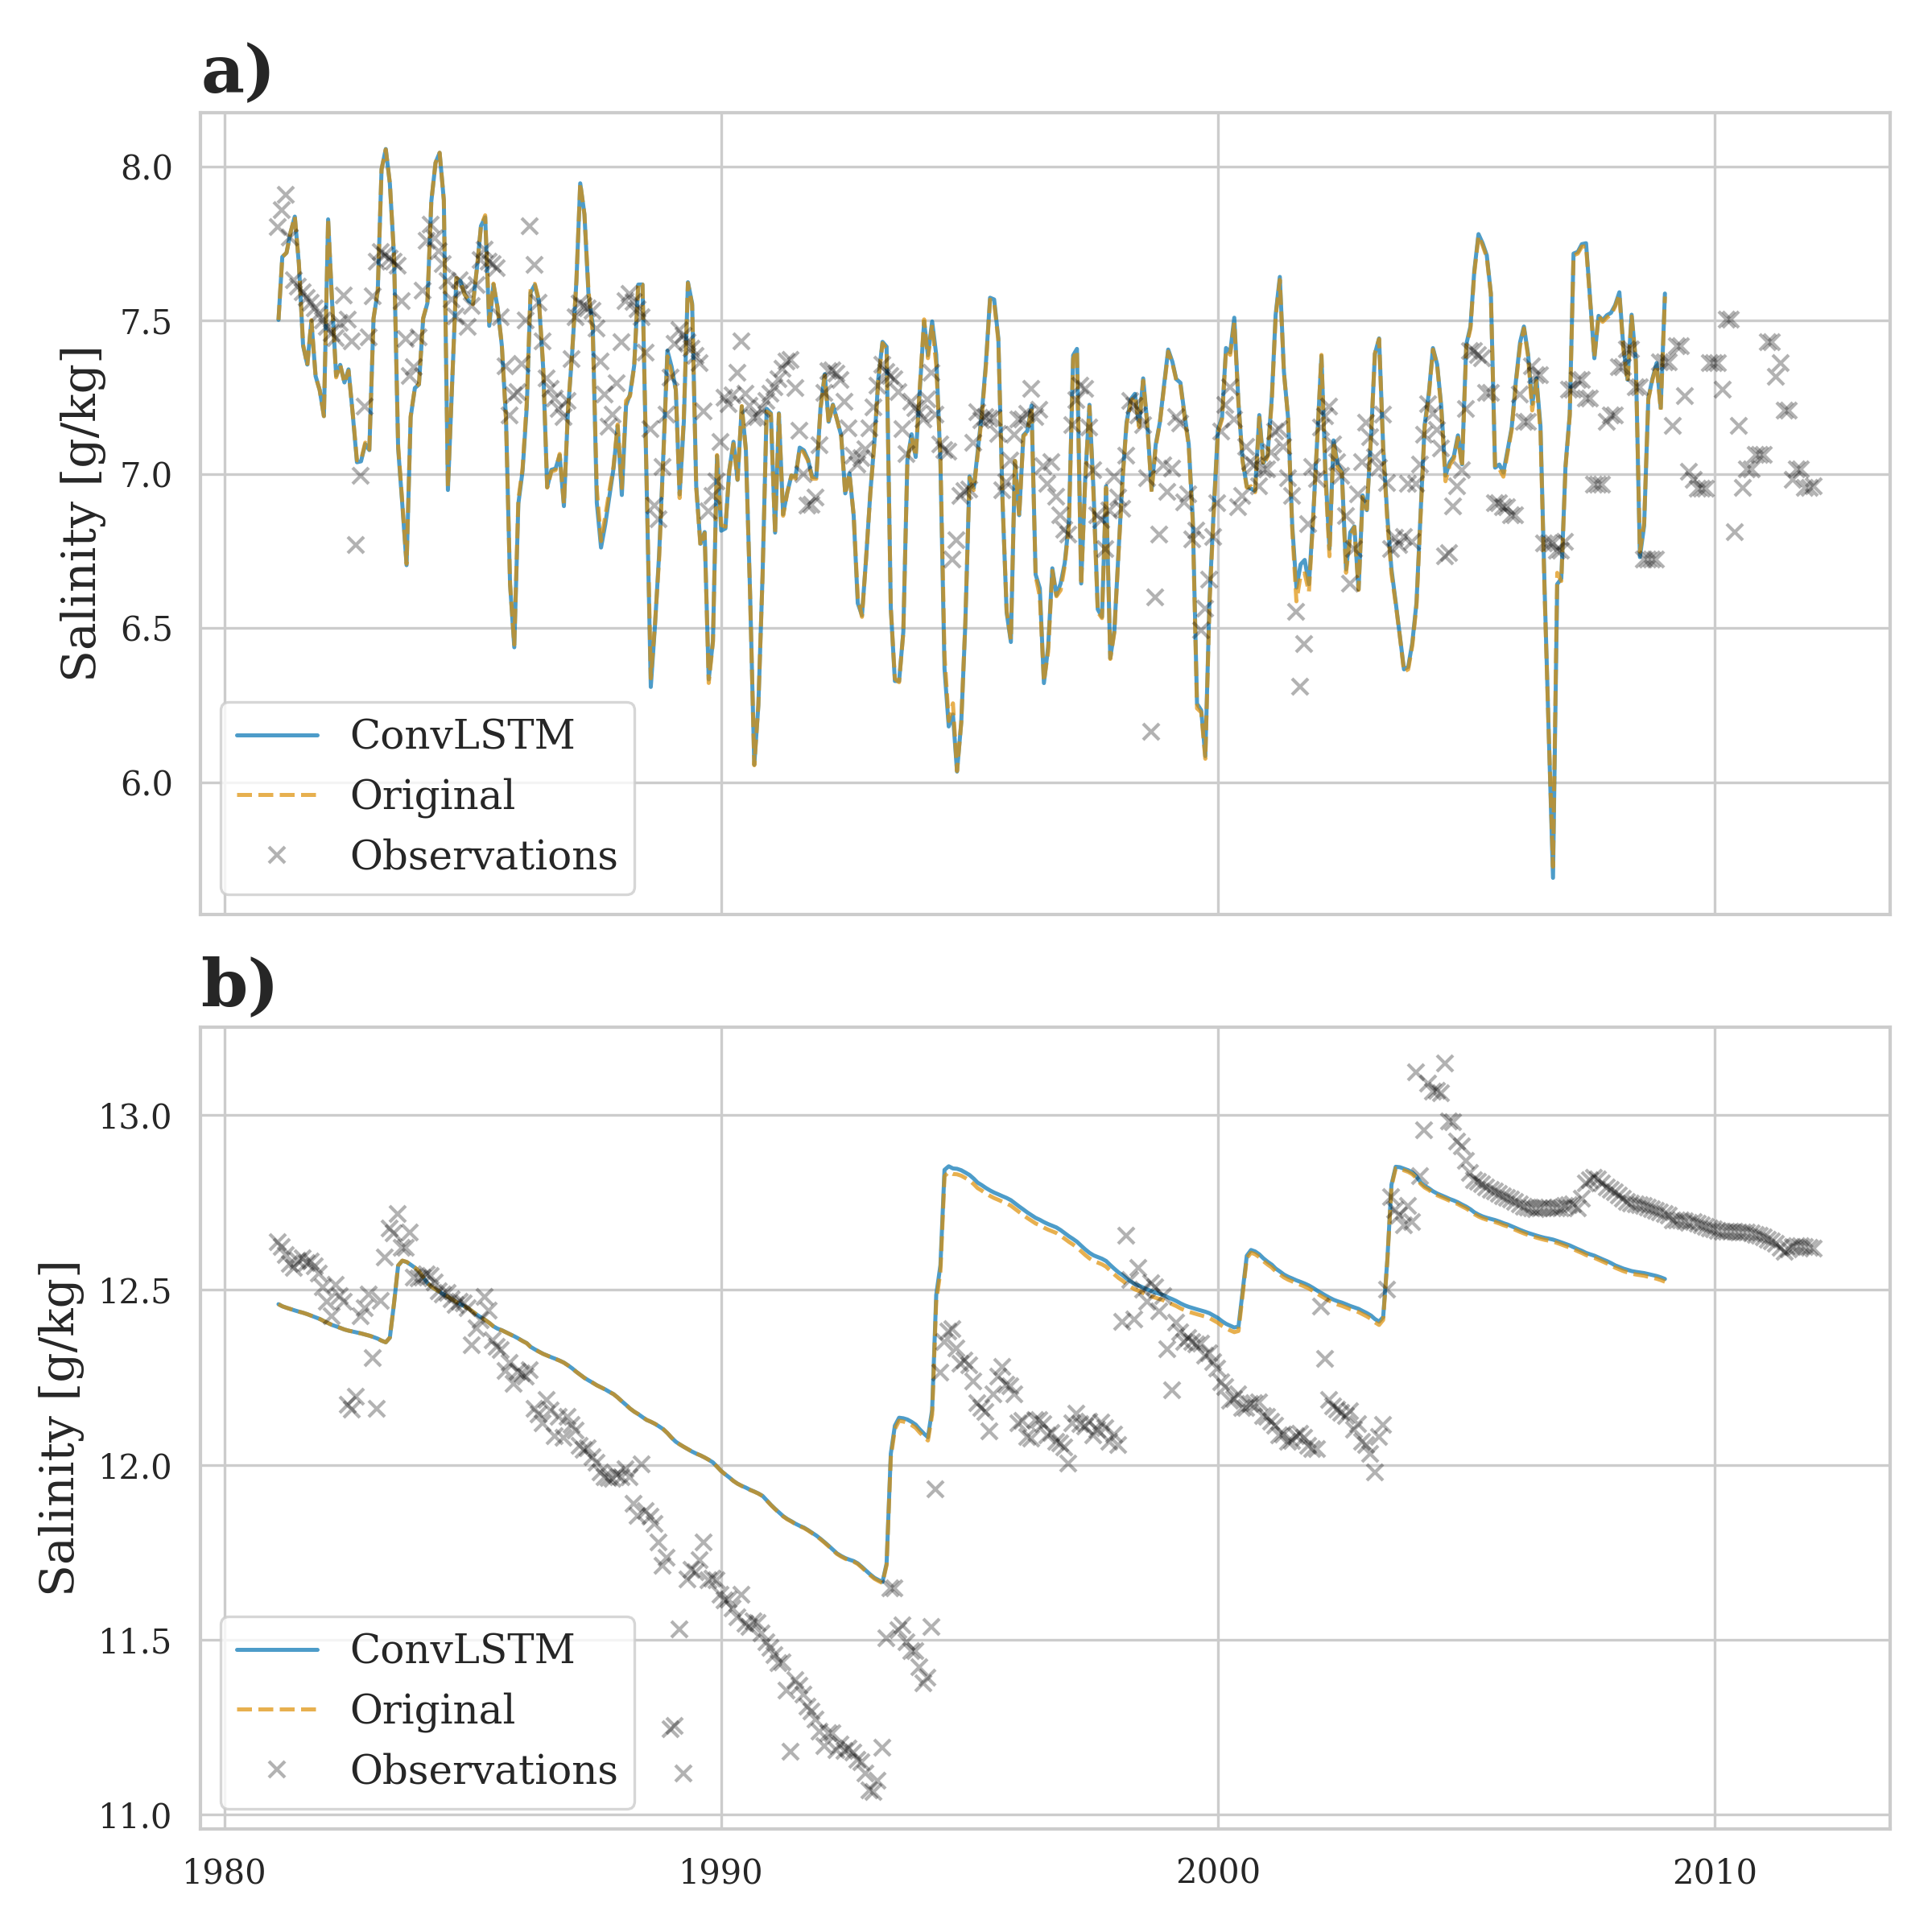 a)
Salinity [g/kg]
8.0
7.5
7.0
6.5
6.0
ConvLSTM
Original
Observations
b)
Salinity [g/kg]
13.0
12.5
12.0
11.5
11.0
ConvLSTM
Original
Observations
1980 1990 2000 2010